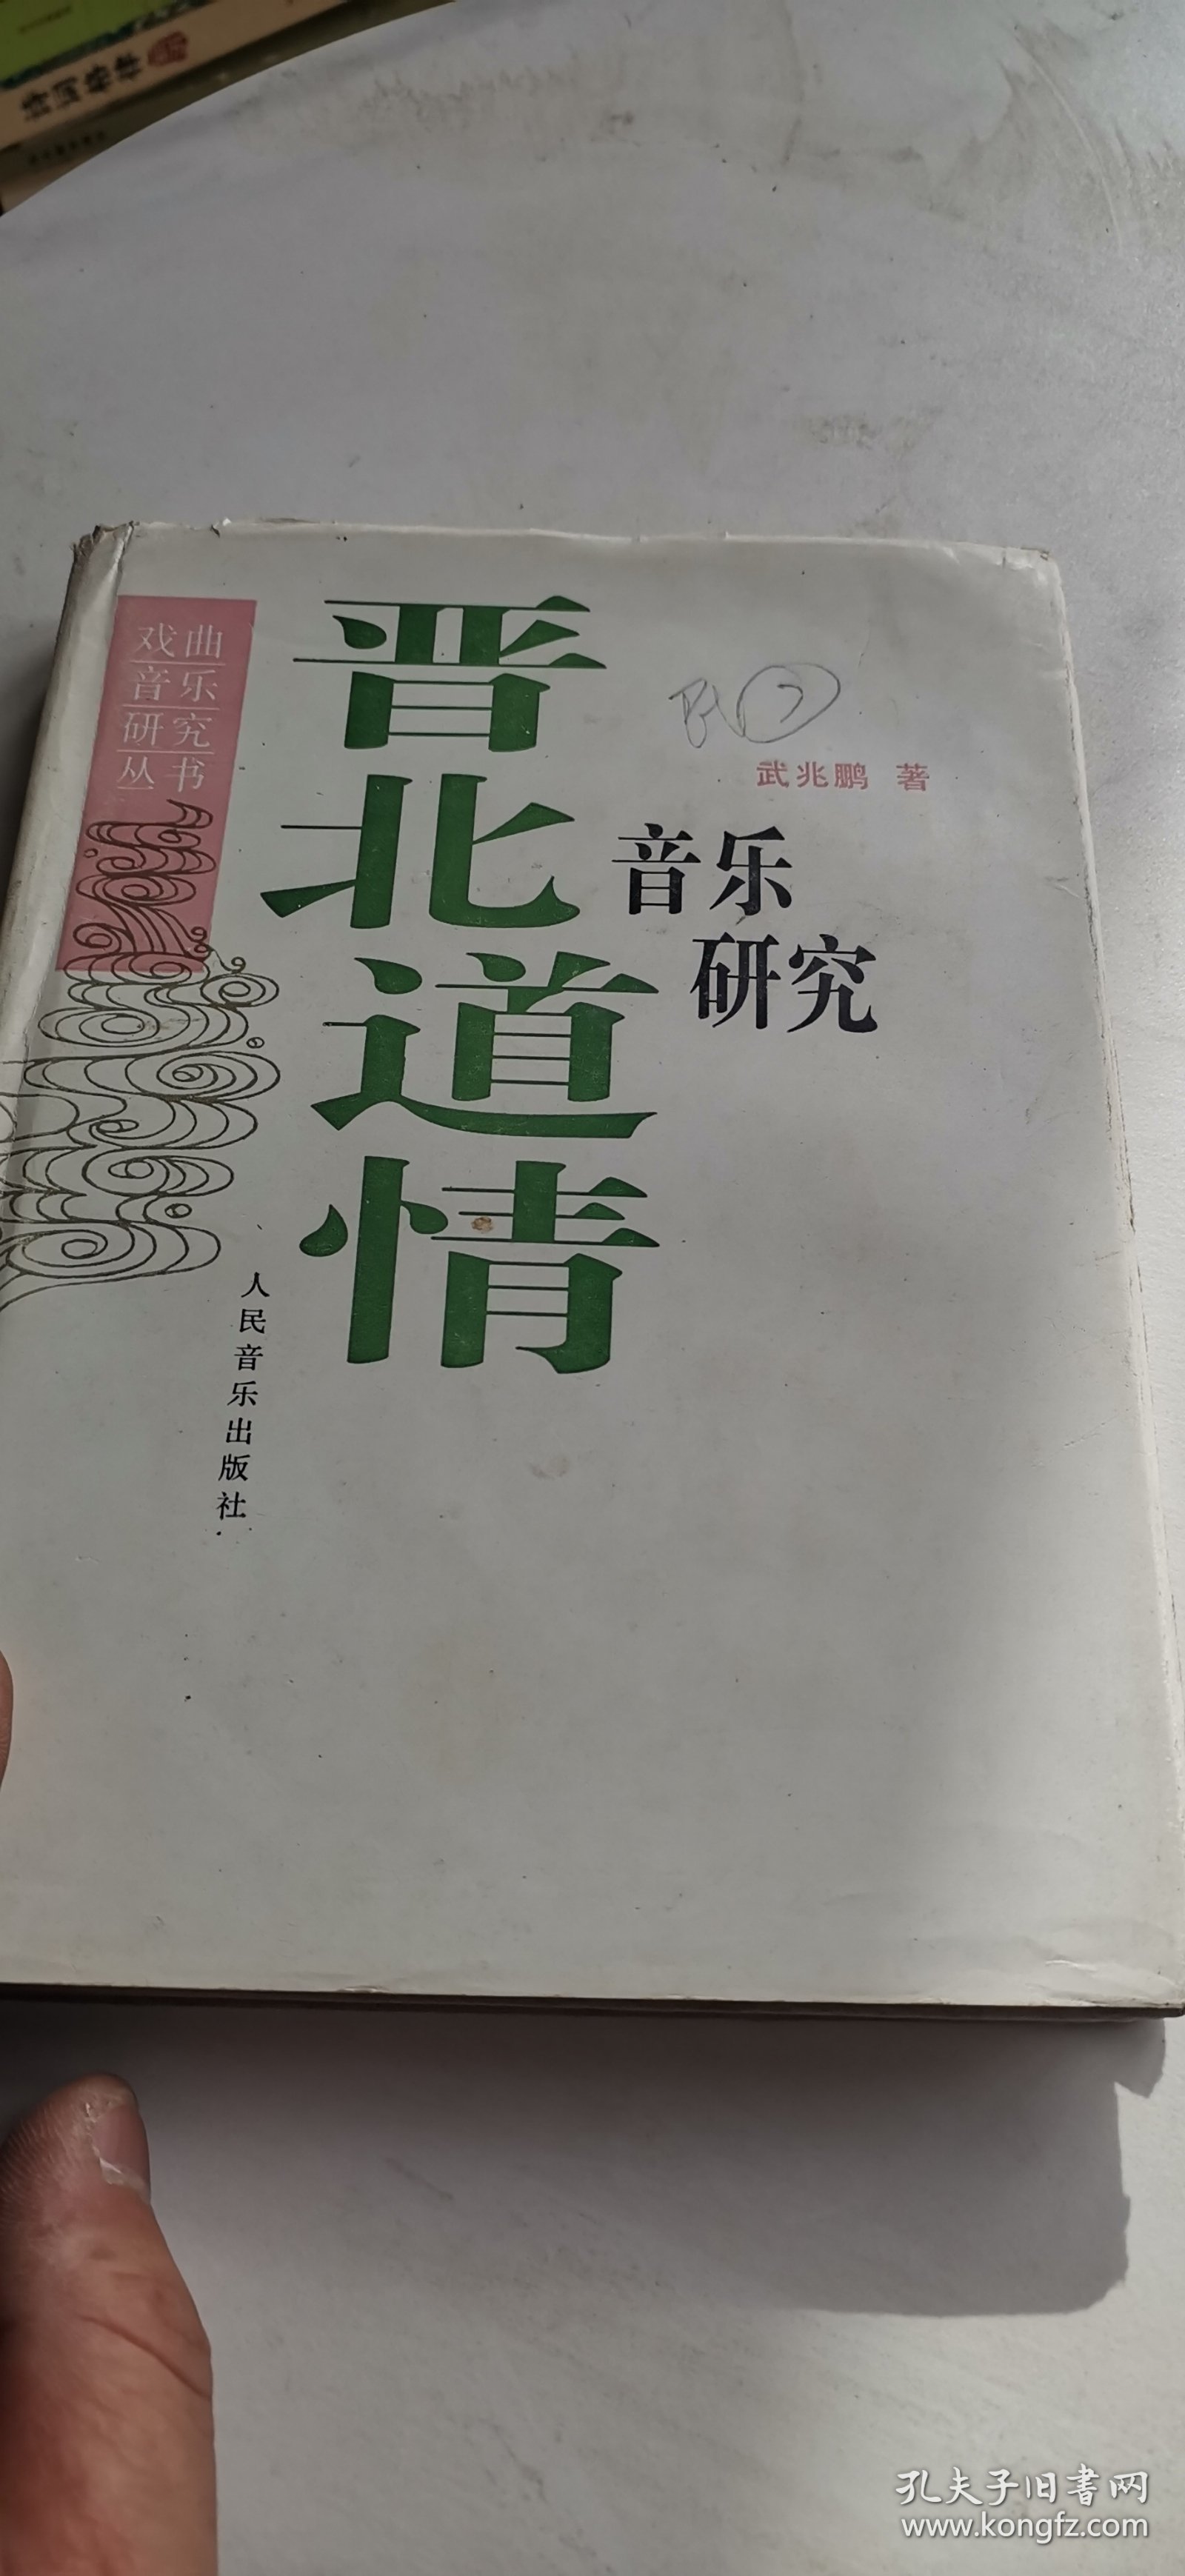 戏曲
音乐
研究
丛书
晋北道情
武兆鹏 著
音乐
研究
人民音乐出版社
孔夫子旧书网
www.kongfz.com